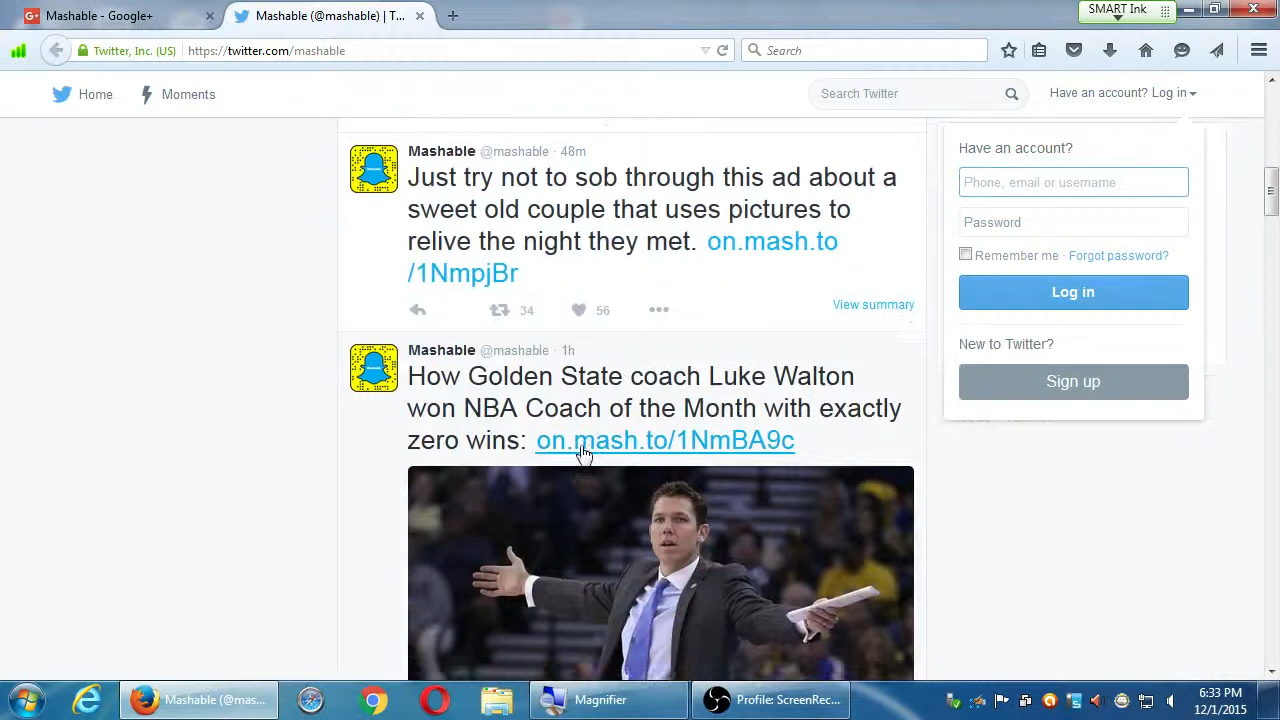 Mashable - Google+
Mashable (@mashable) | T...
SMART Ink
Twitter, Inc. (US)
https://twitter.com/mashable
Search
Home
Moments
Search Twitter
Have an account? Log in
Mashable @mashable · 48m
Just try not to sob through this ad about a
sweet old couple that uses pictures to
relive the night they met. on.mash.to
/1NmpjBr
34
56
View summary
Mashable @mashable · 1h
How Golden State coach Luke Walton
won NBA Coach of the Month with exactly
zero wins: on.mash.to/1NmBA9c
Have an account?
Phone, email or username
Password
Remember me · Forgot password?
Log in
New to Twitter?
Sign up
Mashable (@mas...
Magnifier
Profile: ScreenRec...
6:33 PM
12/1/2015